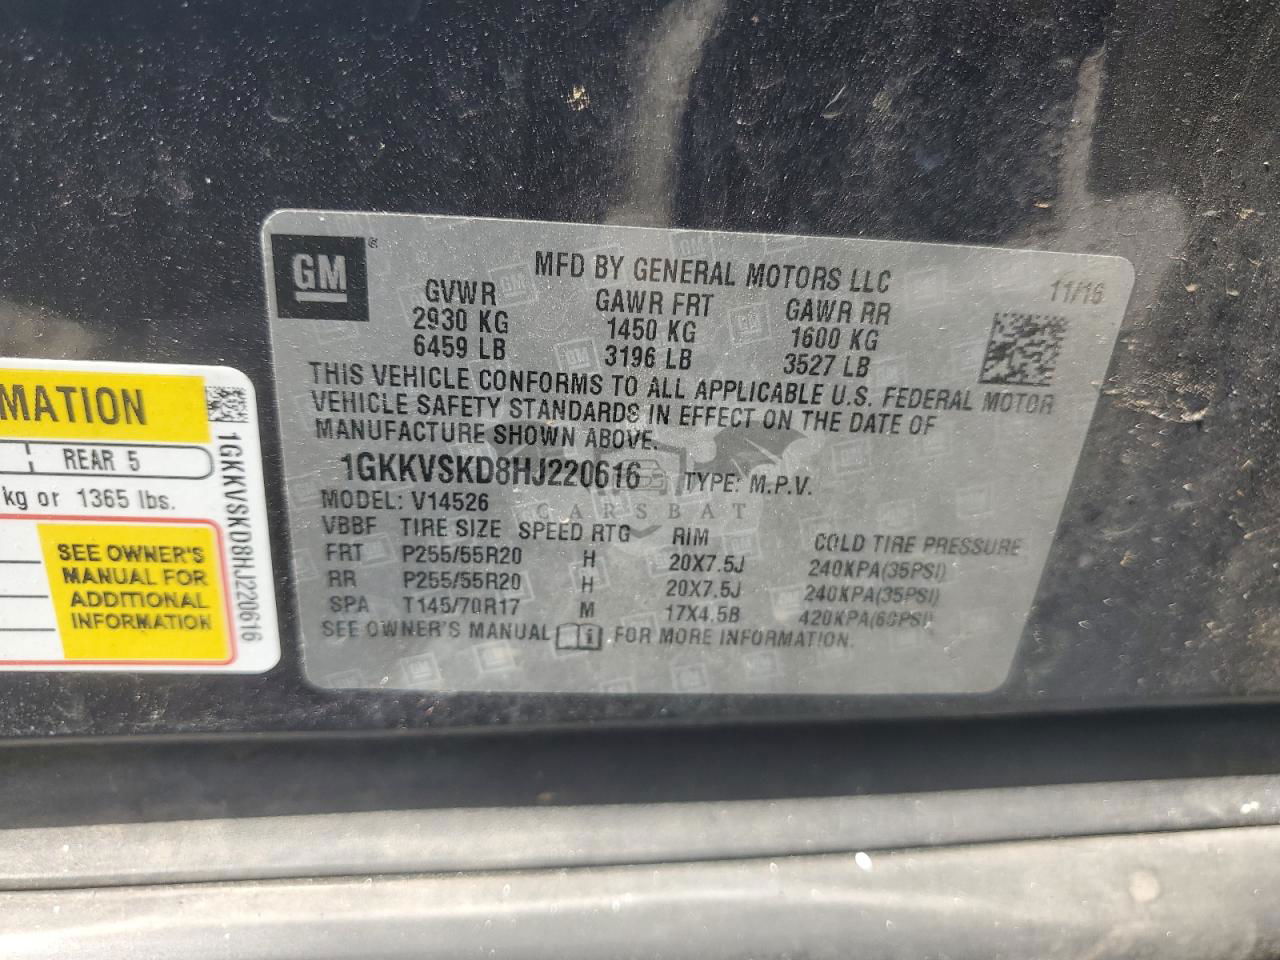 GM
MFD BY GENERAL MOTORS LLC
11/16
GVWR GAWR FRT GAWR RR
2930 KG 1450 KG 1600 KG
6459 LB 3196 LB 3527 LB
THIS VEHICLE CONFORMS TO ALL APPLICABLE U.S. FEDERAL MOTOR
VEHICLE SAFETY STANDARDS IN EFFECT ON THE DATE OF
MANUFACTURE SHOWN ABOVE.
1GKKVSKD8HJ220616 TYPE: M.P.V.
MODEL: V14526
CARSBAT
VBBF TIRE SIZE SPEED RTG RIM COLD TIRE PRESSURE
FRT P255/55R20 H 20X7.5J 240KPA(35PSI)
RR P255/55R20 H 20X7.5J 240KPA(35PSI)
SPA T145/70R17 M 17X4.5B 420KPA(60PSI)
SEE OWNER'S MANUAL FOR MORE INFORMATION.
MATION
REAR 5
kg or 1365 lbs.
SEE OWNER'S
MANUAL FOR
ADDITIONAL
INFORMATION
1GKKVSKD8HJ220616